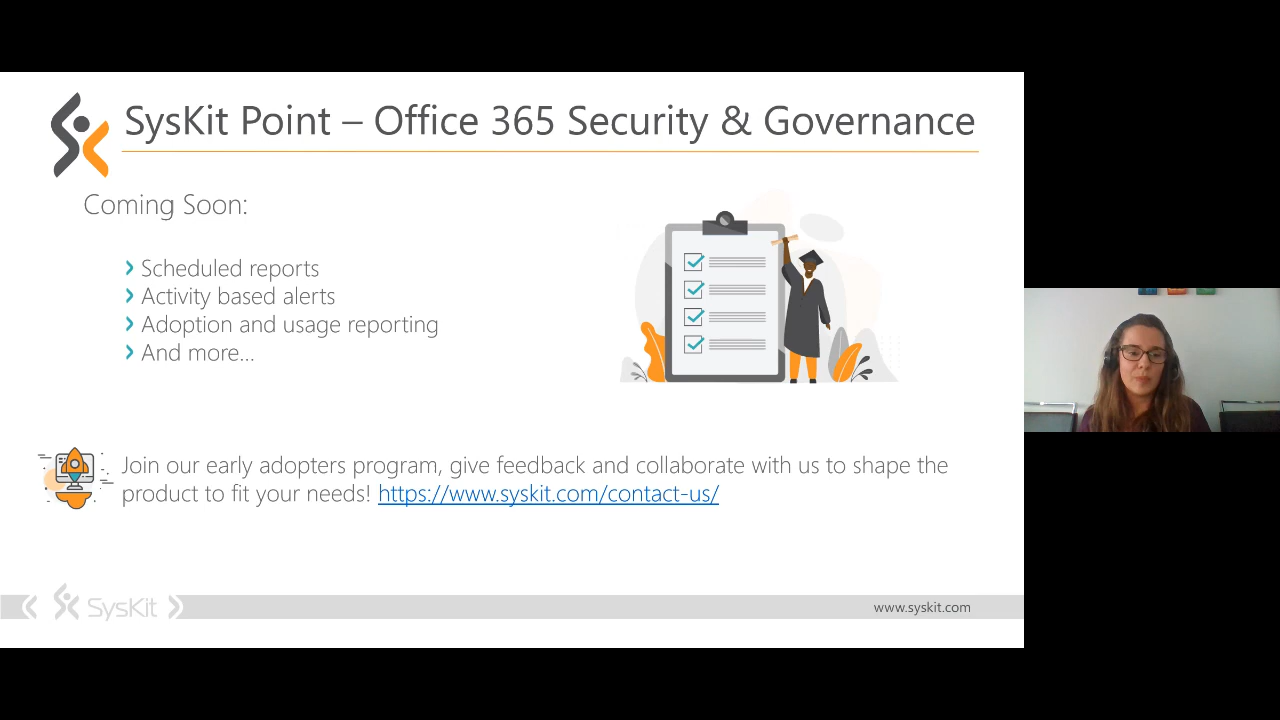 SysKit Point – Office 365 Security & Governance
Coming Soon:
Scheduled reports
Activity based alerts
Adoption and usage reporting
And more...
Join our early adopters program, give feedback and collaborate with us to shape the
product to fit your needs! https://www.syskit.com/contact-us/
SysKit
www.syskit.com